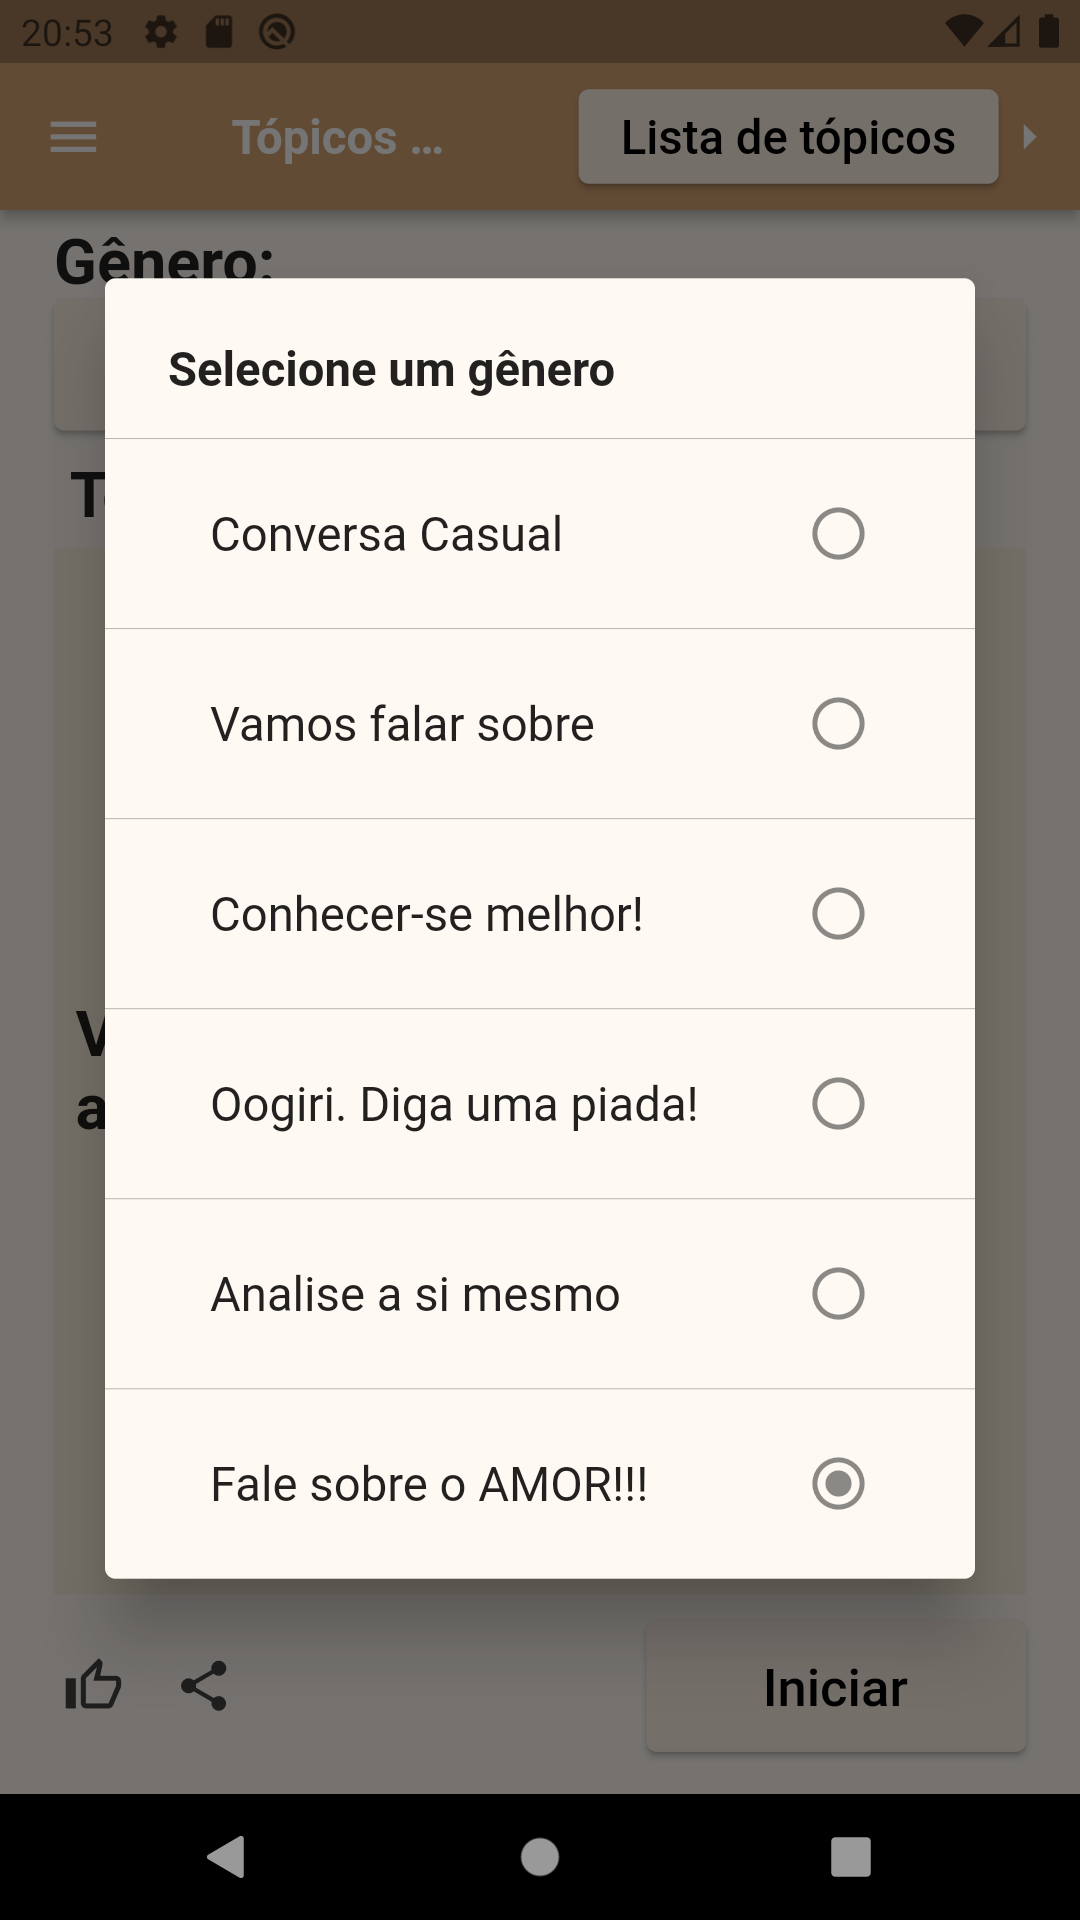 20:53
Tópicos ...
Lista de tópicos
Gênero:
Selecione um gênero
Conversa Casual
Vamos falar sobre
Conhecer-se melhor!
Oogiri. Diga uma piada!
Analise a si mesmo
Fale sobre o AMOR!!!
Iniciar